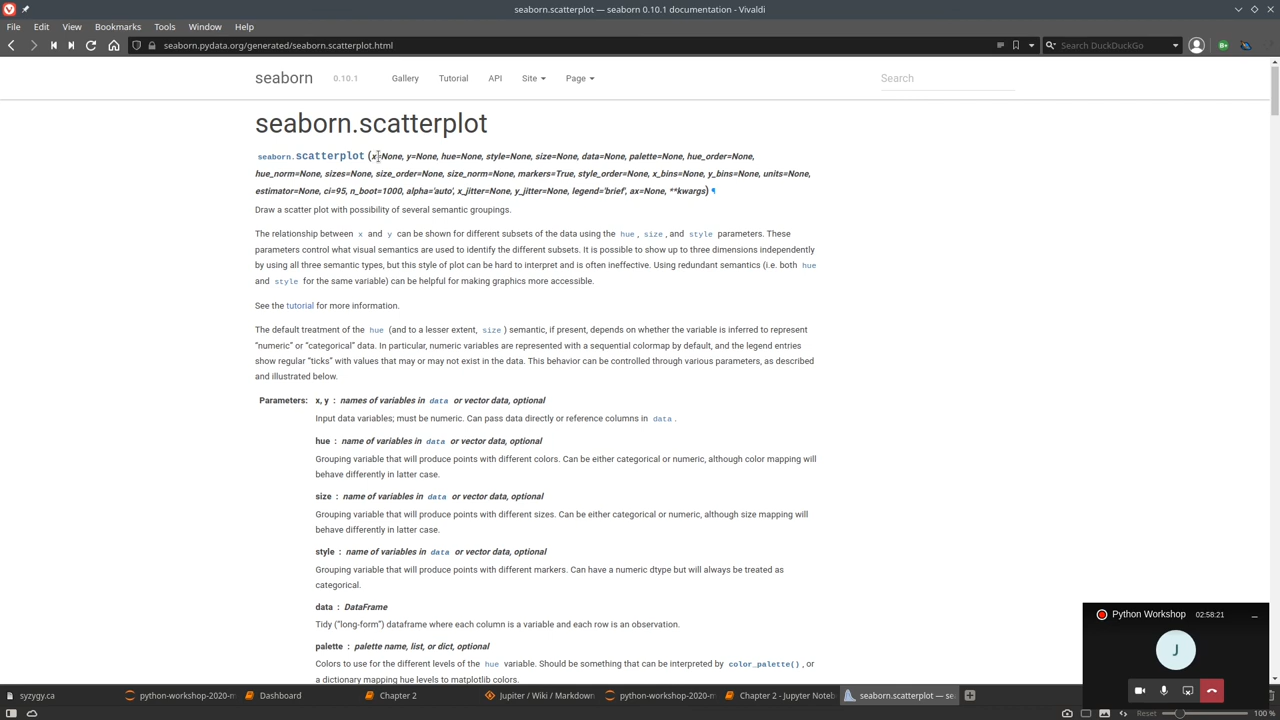 seaborn.scatterplot — seaborn 0.10.1 documentation - Vivaldi
File Edit View Bookmarks Tools Window Help
seaborn.pydata.org/generated/seaborn.scatterplot.html
Search DuckDuckGo
seaborn 0.10.1 Gallery Tutorial API Site Page Search
seaborn.scatterplot
seaborn.scatterplot (x=None, y=None, hue=None, style=None, size=None, data=None, palette=None, hue_order=None,
hue_norm=None, sizes=None, size_order=None, size_norm=None, markers=True, style_order=None, x_bins=None, y_bins=None, units=None,
estimator=None, ci=95, n_boot=1000, alpha='auto', x_jitter=None, y_jitter=None, legend='brief', ax=None, **kwargs) ¶
Draw a scatter plot with possibility of several semantic groupings.
The relationship between x and y can be shown for different subsets of the data using the hue, size, and style parameters. These
parameters control what visual semantics are used to identify the different subsets. It is possible to show up to three dimensions independently
by using all three semantic types, but this style of plot can be hard to interpret and is often ineffective. Using redundant semantics (i.e. both hue
and style for the same variable) can be helpful for making graphics more accessible.
See the tutorial for more information.
The default treatment of the hue (and to a lesser extent, size) semantic, if present, depends on whether the variable is inferred to represent
“numeric” or “categorical” data. In particular, numeric variables are represented with a sequential colormap by default, and the legend entries
show regular “ticks” with values that may or may not exist in the data. This behavior can be controlled through various parameters, as described
and illustrated below.
Parameters: x, y : names of variables in data or vector data, optional
Input data variables; must be numeric. Can pass data directly or reference columns in data.
hue : name of variables in data or vector data, optional
Grouping variable that will produce points with different colors. Can be either categorical or numeric, although color mapping will
behave differently in latter case.
size : name of variables in data or vector data, optional
Grouping variable that will produce points with different sizes. Can be either categorical or numeric, although size mapping will
behave differently in latter case.
style : name of variables in data or vector data, optional
Grouping variable that will produce points with different markers. Can have a numeric dtype but will always be treated as
categorical.
data : DataFrame
Tidy (“long-form”) dataframe where each column is a variable and each row is an observation.
palette : palette name, list, or dict, optional
Colors to use for the different levels of the hue variable. Should be something that can be interpreted by color_palette(), or
a dictionary mapping hue levels to matplotlib colors.
Python Workshop 02:58:21
J
syzygy.ca python-workshop-2020-m Dashboard Chapter 2 Jupiter / Wiki / Markdown python-workshop-2020-m Chapter 2 - Jupyter Noteb seaborn.scatterplot — se
Reset 100 %